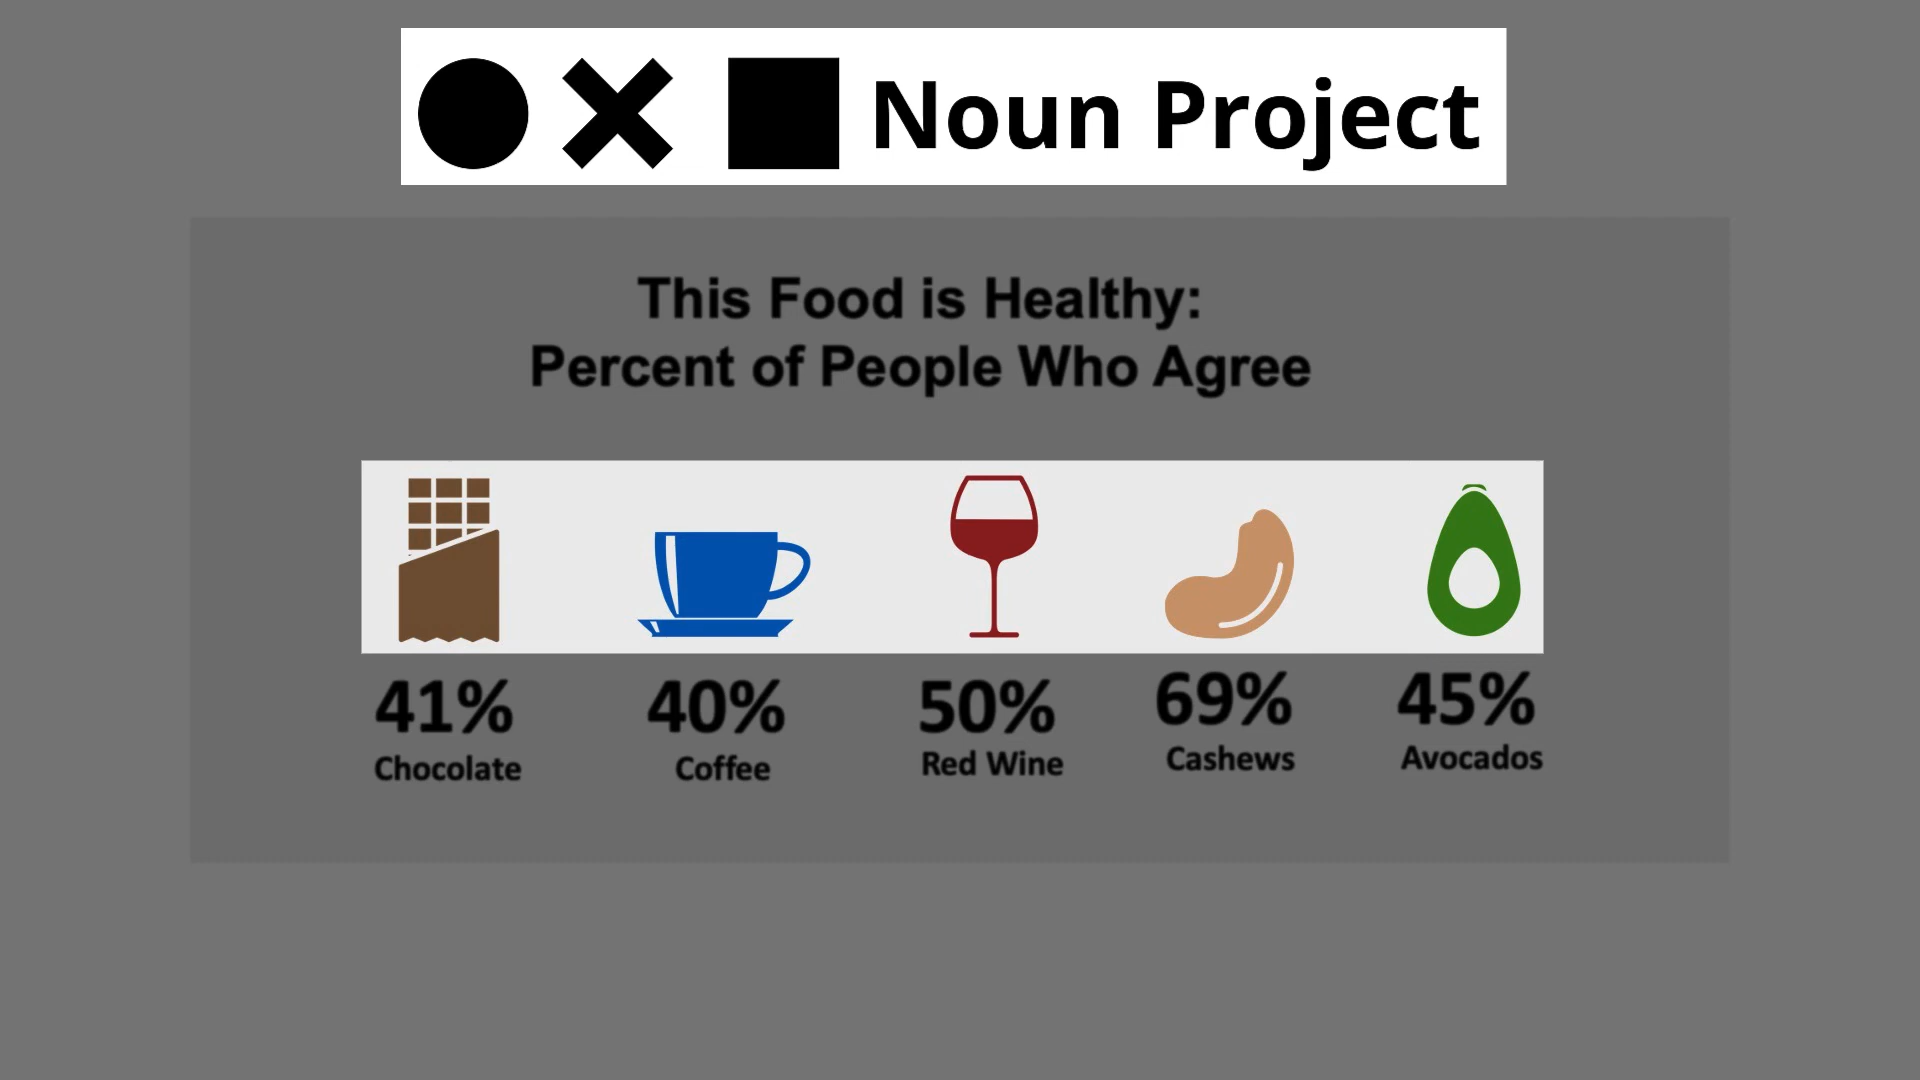 Noun Project
This Food is Healthy:
Percent of People Who Agree
41% 40% 50% 69% 45%
Chocolate Coffee Red Wine Cashews Avocados